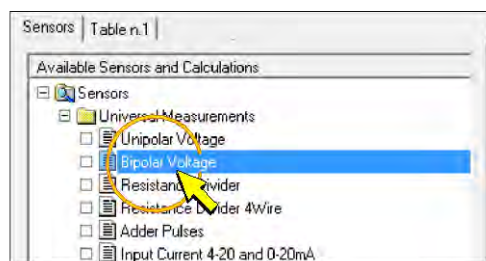 Sensors Table n.1
Available Sensors and Calculations
Sensors
Universal Measurements
Unipolar Voltage
Bipolar Voltage
Resistance Divider
Resistance Divider 4Wire
Adder Pulses
Input Current 4-20 and 0-20mA